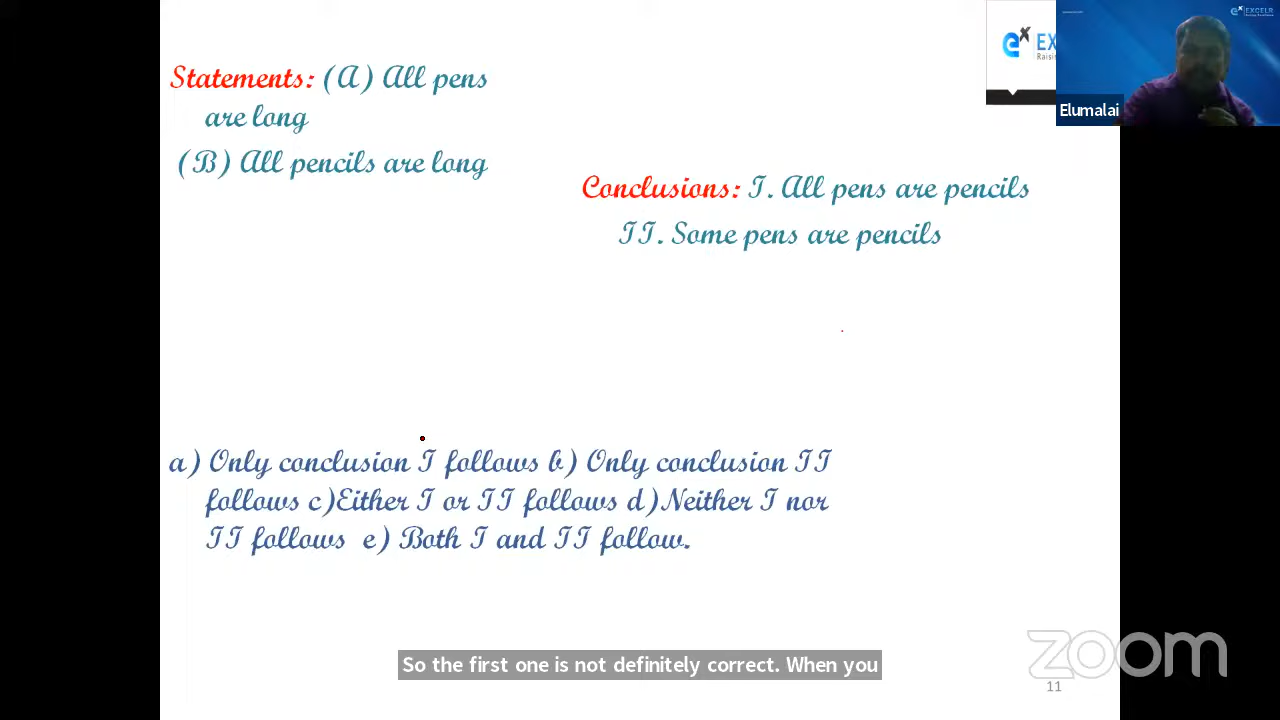 Statements: (A) All pens
are long
(B) All pencils are long
Conclusions: I. All pens are pencils
II. Some pens are pencils
a) Only conclusion I follows b) Only conclusion II
follows c)Either I or II follows d)Neither I nor
II follows e) Both I and II follow.
So the first one is not definitely correct. When you
zoom
11
Elumalai
EXCELR